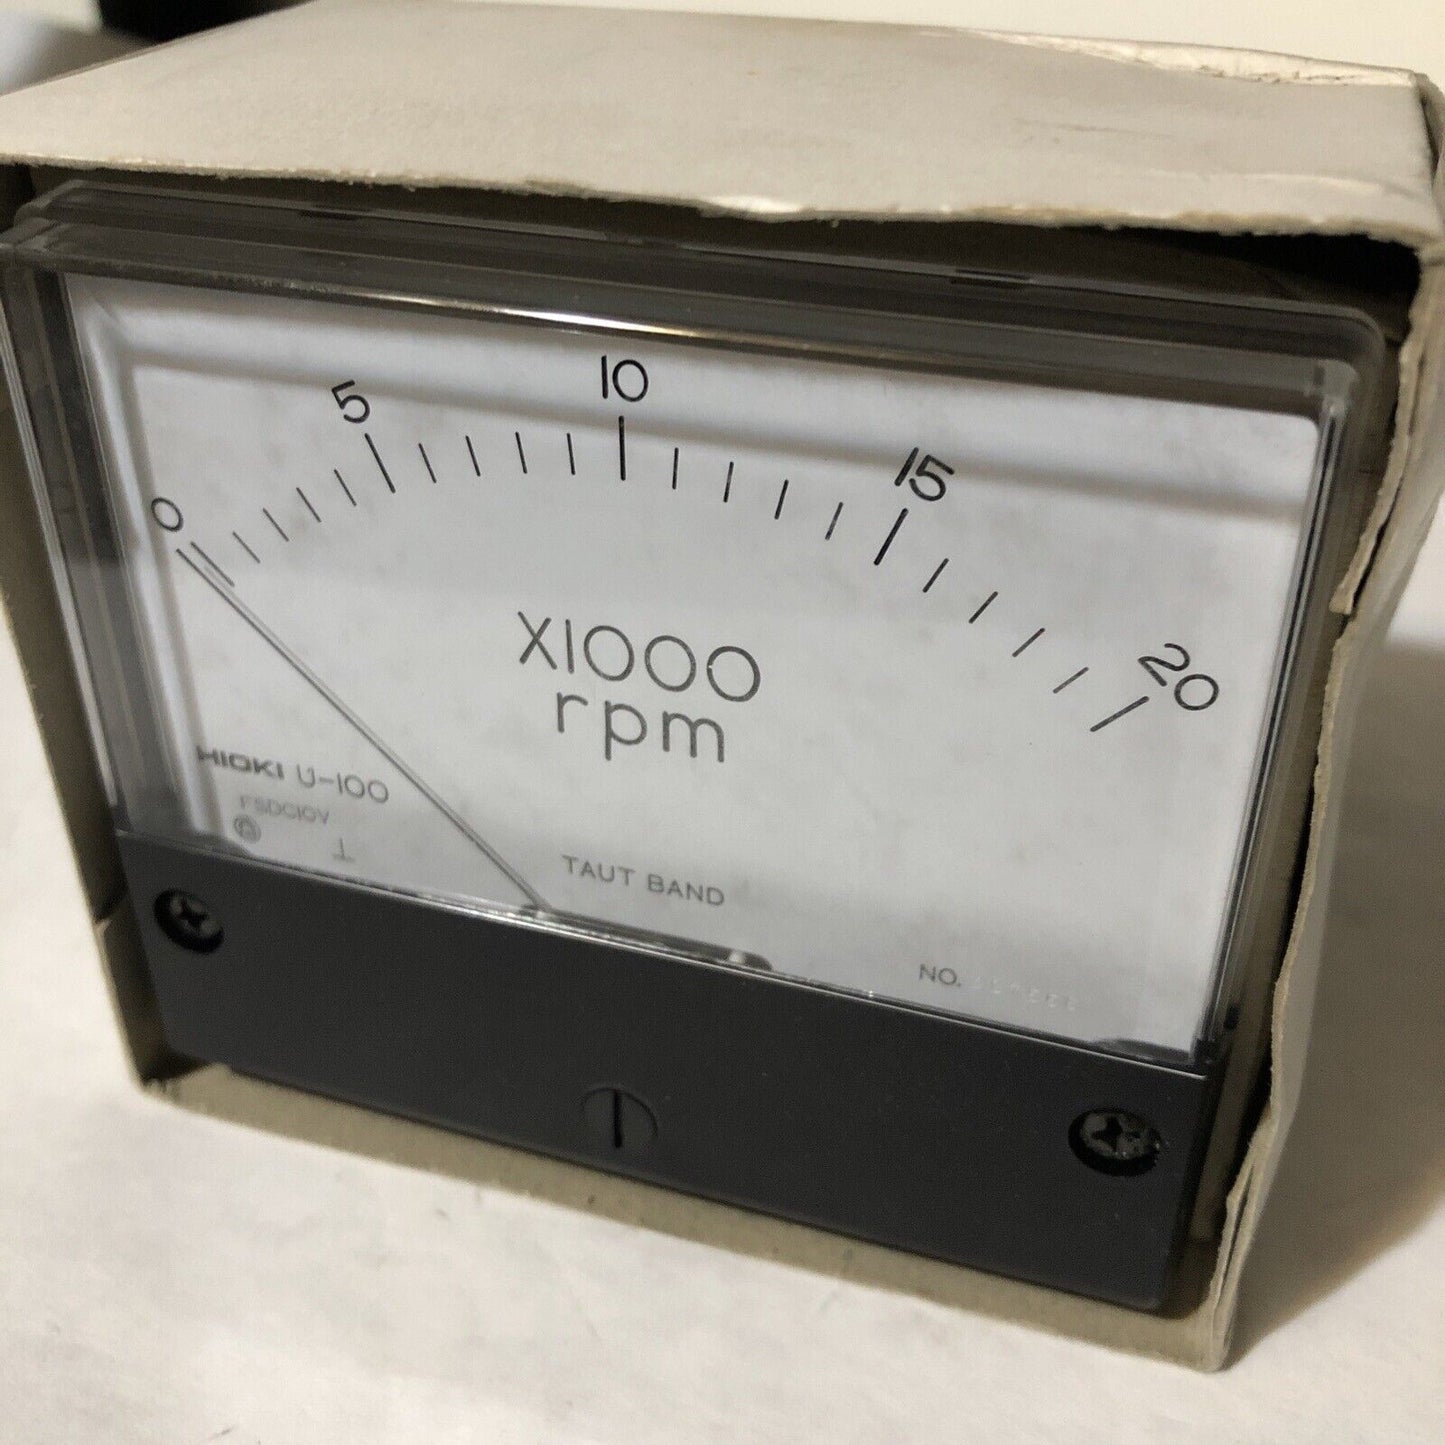 0 5 10 15 20
X1000
rpm
HIOKI U-100
FSDC10V
TAUT BAND
NO.